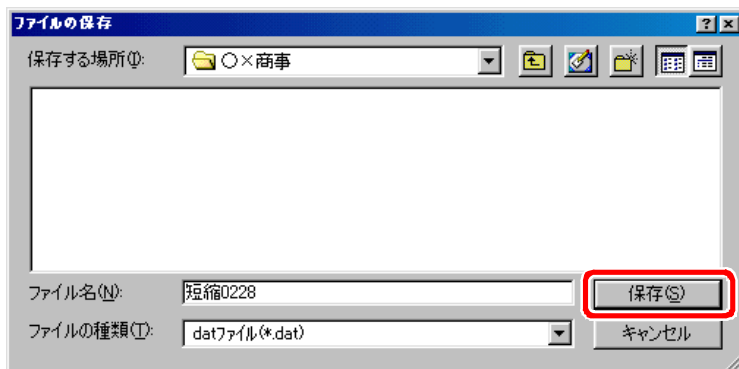 ファイルの保存
保存する場所(I): 〇×商事
ファイル名(N): 短縮0228 保存(S)
ファイルの種類(T): datファイル(*.dat) キャンセル